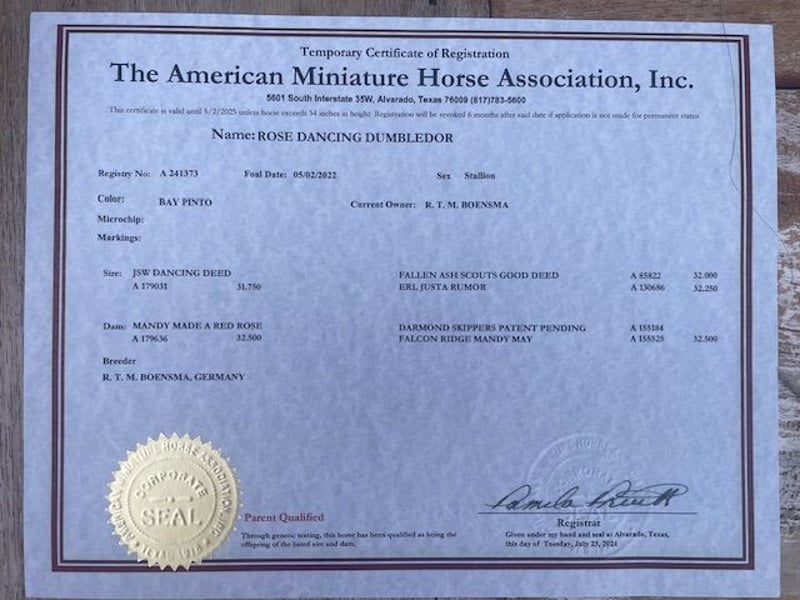 Temporary Certificate of Registration
The American Miniature Horse Association, Inc.
5601 South Interstate 35W, Alvarado, Texas 76009 (817)783-5600
This certificate is valid until 5/2/2025 unless horse exceeds 34 inches in height. Registration will be revoked 6 months after said date if application is not made for permanent status
Name: ROSE DANCING DUMBLEDOR
Registry No: A 241373 Foal Date: 05/02/2022 Sex Stallion
Color: BAY PINTO Current Owner: R. T. M. BOENSMA
Microchip:
Markings:
Sire: JSW DANCING DEED FALLEN ASH SCOUTS GOOD DEED A 85822 32.000
A 179031 31.750 ERL JUSTA RUMOR A 130686 32.250
Dam: MANDY MADE A RED ROSE DARMOND SKIPPERS PATENT PENDING A 155184
A 179636 32.500 FALCON RIDGE MANDY MAY A 155525 32.500
Breeder
R. T. M. BOENSMA, GERMANY
AMERICAN MINIATURE HORSE ASSOCIATION INC
CORPORATE
SEAL
Parent Qualified
Through genetic testing, this horse has been qualified as being the
offspring of the listed sire and dam.
Pamela Pruitt
Registrar
Given under my hand and seal at Alvarado, Texas,
this day of Tuesday, July 23, 2024